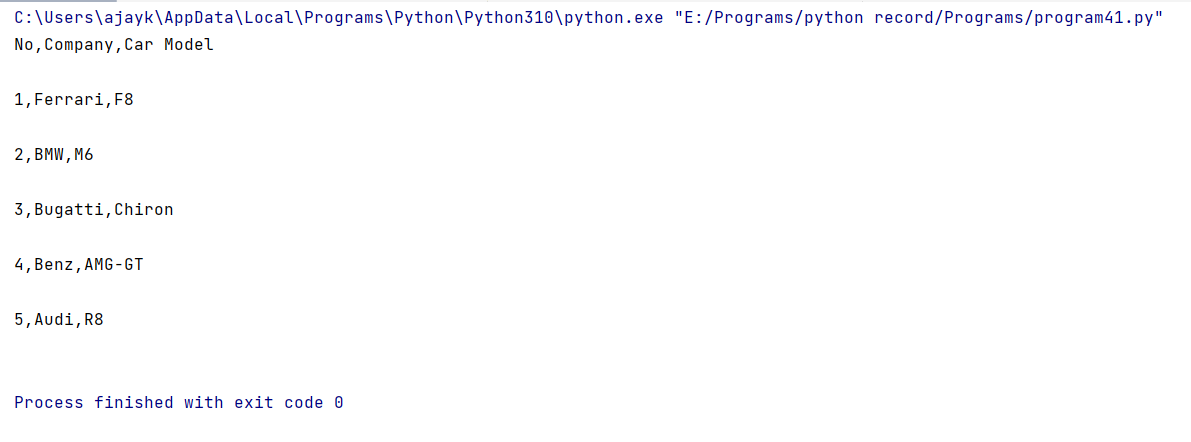 C:\Users\ajayk\AppData\Local\Programs\Python\Python310\python.exe "E:/Programs/python record/Programs/program41.py"
No,Company,Car Model
1,Ferrari,F8
2,BMW,M6
3,Bugatti,Chiron
4,Benz,AMG-GT
5,Audi,R8
Process finished with exit code 0